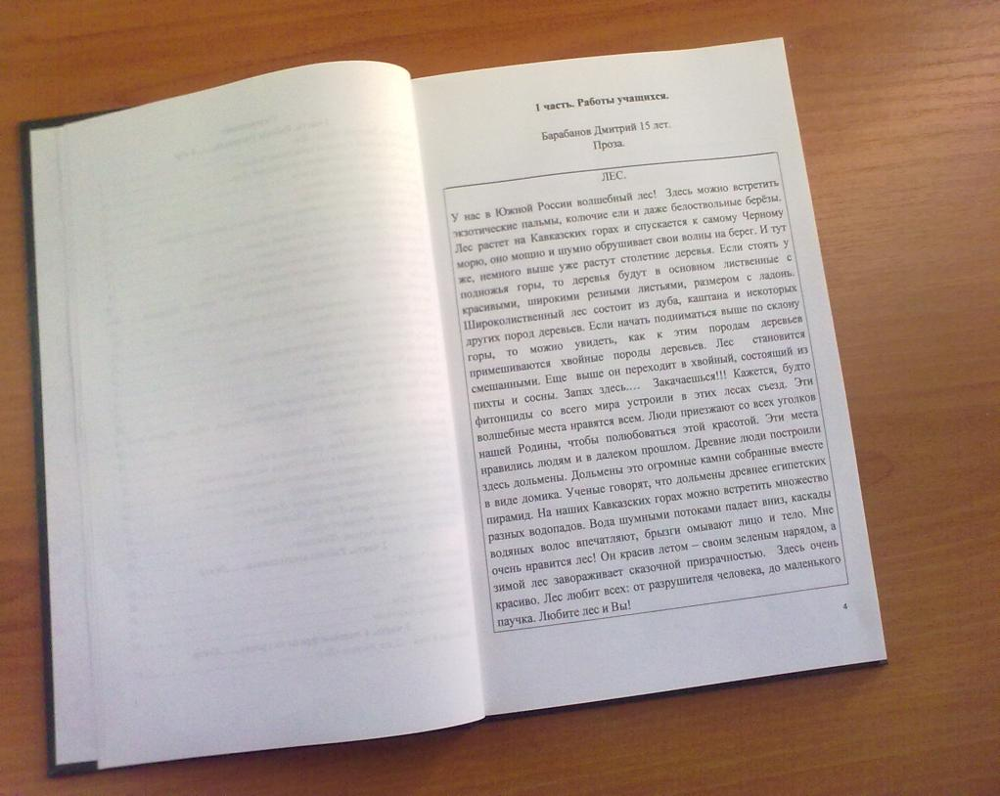 1 часть. Работы учащихся.
Барабанов Дмитрий 15 лет.
Проза.
ЛЕС.
У нас в Южной России волшебный лес! Здесь можно встретить
экзотические пальмы, колючие ели и даже белоствольные берёзы.
Лес растет на Кавказских горах и спускается к самому Черному
морю, оно мощно и шумно обрушивает свои волны на берег. И тут
же, немного выше уже растут столетние деревья. Если стоять у
подножья горы, то деревья будут в основном лиственные с
красивыми, широкими резными листьями, размером с ладонь.
Широколиственный лес состоит из дуба, каштана и некоторых
других пород деревьев. Если начать подниматься выше по склону
горы, то можно увидеть, как к этим породам деревьев
примешиваются хвойные породы деревьев. Лес становится
смешанными. Еще выше он переходит в хвойный, состоящий из
пихты и сосны. Запах здесь.… Закачаешься!!! Кажется, будто
фитонциды со всего мира устроили в этих лесах съезд. Эти
волшебные места нравятся всем. Люди приезжают со всех уголков
нашей Родины, чтобы полюбоваться этой красотой. Эти места
нравились людям и в далеком прошлом. Древние люди построили
здесь дольмены. Дольмены это огромные камни собранные вместе
в виде домика. Ученые говорят, что дольмены древнее египетских
пирамид. На наших Кавказских горах можно встретить множество
разных водопадов. Вода шумными потоками падает вниз, каскады
водяных волос впечатляют, брызги омывают лицо и тело. Мне
очень нравится лес! Он красив летом – своим зеленым нарядом, а
зимой лес завораживает сказочной призрачностью. Здесь очень
красиво. Лес любит всех: от разрушителя человека, до маленького
паучка. Любите лес и Вы!
4